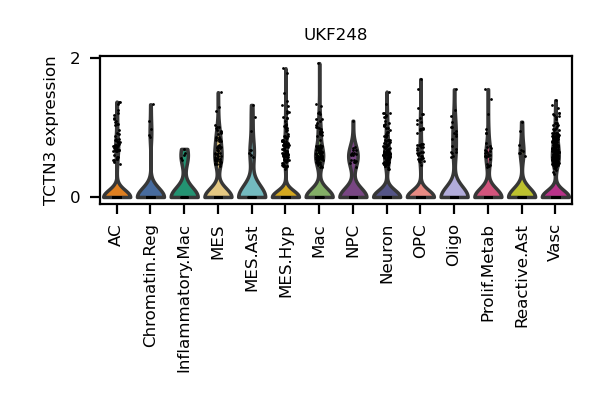 UKF248
TCTN3 expression
2
0
AC
Chromatin.Reg
Inflammatory.Mac
MES
MES.Ast
MES.Hyp
Mac
NPC
Neuron
OPC
Oligo
Prolif.Metab
Reactive.Ast
Vasc